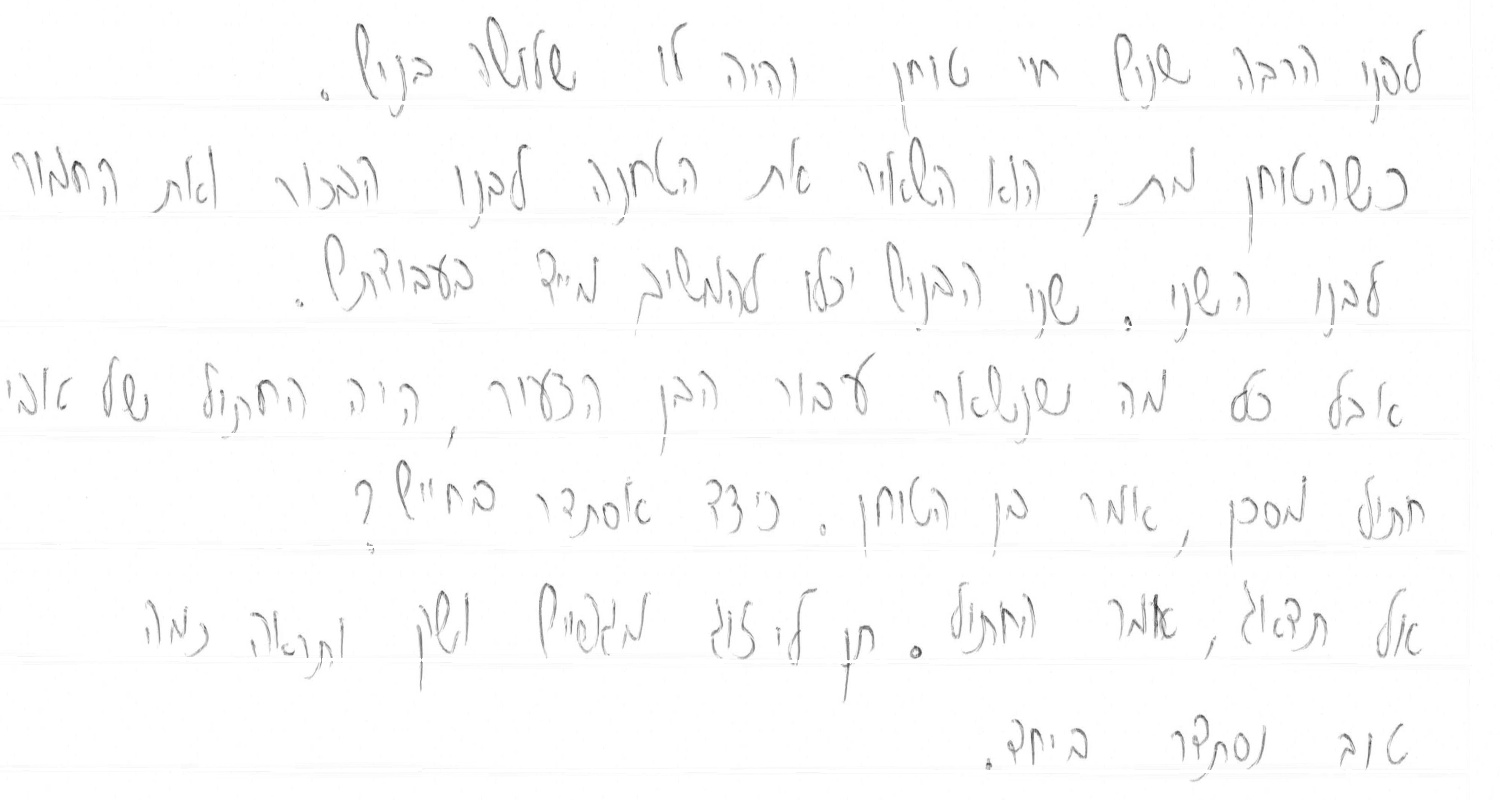 לפני הרבה שנים חי טוחן והיה לו שלושה בנים.
כשהטוחן מת, הוא השאיר את הטחנה לבנו הבכור ואת החמור
לבנו השני. שני הבנים יכלו להמשיך מייד בעבודתם.
אבל כל מה שנשאר עבור הבן הצעיר, היה החתול של אבי
חתול מסכן, אמר בן הטוחן. כיצד אסתדר בחיים?
אל תדאג, אמר החתול. תן לי זוג מגפיים ושק ותראה כמה
טוב נסתדר ביחד.